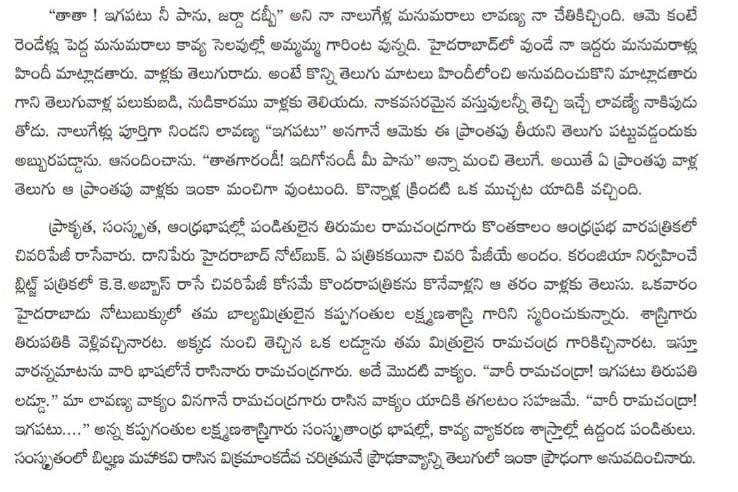 “తాతా ! ఇగపటు నీ పాను, జర్దా డబ్బీ” అని నా నాలుగేళ్ల మనుమరాలు లావణ్య నా చేతికిచ్చింది. ఆమె కంటే
రెండేళ్లు పెద్ద మనుమరాలు కావ్య సెలవుల్లో అమ్మమ్మ గారింట వున్నది. హైదరాబాద్‌లో వుండే నా ఇద్దరు మనుమరాళ్లు
హిందీ మాట్లాడతారు. వాళ్లకు తెలుగురాదు. అంటే కొన్ని తెలుగు మాటలు హిందీలోంచి అనువదించుకొని మాట్లాడతారు
గాని తెలుగువాళ్ల పలుకుబడి, నుడికారము వాళ్లకు తెలియదు. నాకవసరమైన వస్తువులన్నీ తెచ్చి ఇచ్చే లావణ్యే నాకిపుడు
తోడు. నాలుగేళ్లు పూర్తిగా నిండని లావణ్య “ఇగపటు” అనగానే ఆమెకు ఈ ప్రాంతపు తీయని తెలుగు పట్టువడ్డందుకు
అబ్బురపడ్డాను. ఆనందించాను. “తాతగారండీ! ఇదిగోనండీ మీ పాను” అన్నా మంచి తెలుగే. అయితే ఏ ప్రాంతపు వాళ్ల
తెలుగు ఆ ప్రాంతపు వాళ్లకు ఇంకా మంచిగా వుంటుంది. కొన్నాళ్ల క్రిందటి ఒక ముచ్చట యాదికి వచ్చింది.
ప్రాకృత, సంస్కృత, ఆంధ్రభాషల్లో పండితులైన తిరుమల రామచంద్రగారు కొంతకాలం ఆంధ్రప్రభ వారపత్రికలో
చివరిపేజీ రాసేవారు. దానిపేరు హైదరాబాద్ నోట్‌బుక్. ఏ పత్రికకయినా చివరి పేజీయే అందం. కరంజియా నిర్వహించే
బ్లిట్జ్ పత్రికలో కె.కె.అబ్బాస్ రాసే చివరిపేజీ కోసమే కొందరాపత్రికను కొనేవాళ్లని ఆ తరం వాళ్లకు తెలుసు. ఒకవారం
హైదరాబాదు నోటుబుక్కులో తమ బాల్యమిత్రులైన కప్పగంతుల లక్ష్మణశాస్త్రి గారిని స్మరించుకున్నారు. శాస్త్రిగారు
తిరుపతికి వెళ్లివచ్చినారట. అక్కడ నుంచి తెచ్చిన ఒక లడ్డూను తమ మిత్రులైన రామచంద్ర గారికిచ్చినారట. ఇస్తూ
వారన్నమాటను వారి భాషలోనే రాసినారు రామచంద్రగారు. అదే మొదటి వాక్యం. “వారీ రామచంద్రా! ఇగపటు తిరుపతి
లడ్డూ.” మా లావణ్య వాక్యం వినగానే రామచంద్రగారు రాసిన వాక్యం యాదికి తగలటం సహజమే. “వారీ రామచంద్రా!
ఇగపటు....” అన్న కప్పగంతుల లక్ష్మణశాస్త్రిగారు సంస్కృతాంధ్ర భాషల్లో, కావ్య వ్యాకరణ శాస్త్రాల్లో ఉద్దండ పండితులు.
సంస్కృతంలో బిల్హణ మహాకవి రాసిన విక్రమాంకదేవ చరిత్రమనే ప్రౌఢకావ్యాన్ని తెలుగులో ఇంకా ప్రౌఢంగా అనువదించినారు.